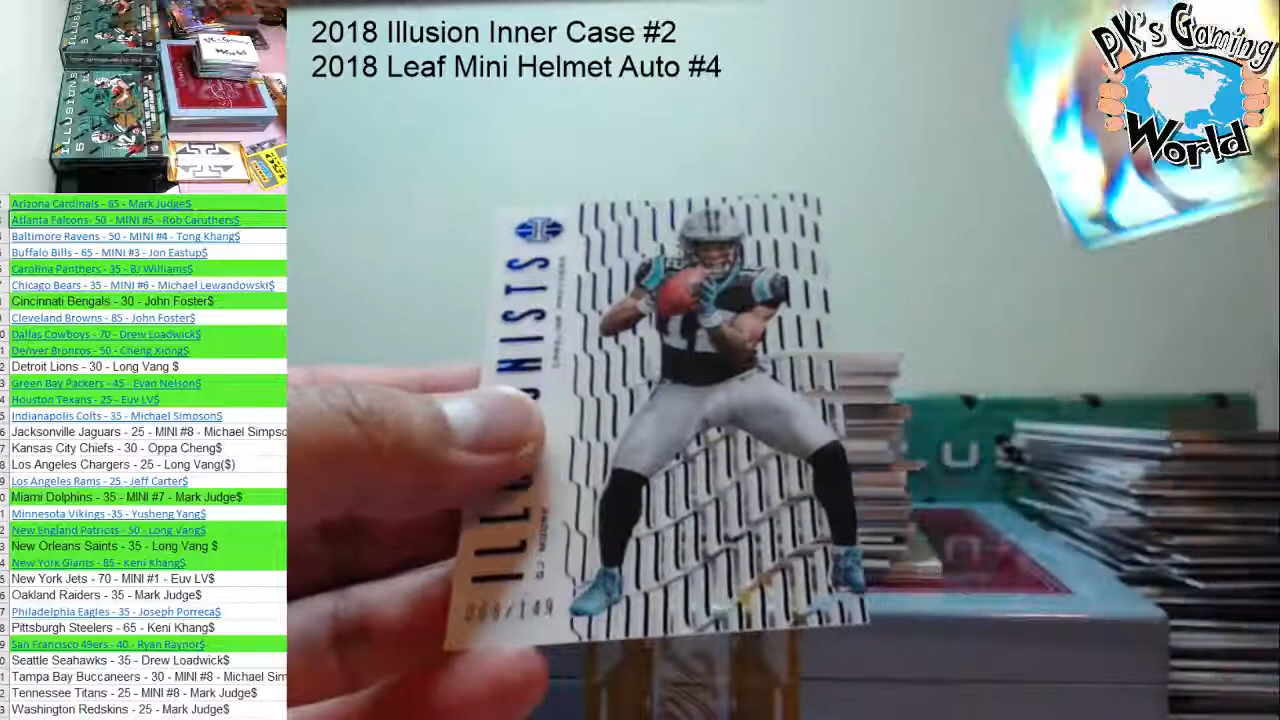 2018 Illusion Inner Case #2
2018 Leaf Mini Helmet Auto #4
PK's Gaming
World
ILLUSIONS
Arizona Cardinals - 65 - Mark Judge$
Atlanta Falcons- 50 - MINI #5 - Rob Caruthers$
Baltimore Ravens - 50 - MINI #4 - Tong Khang$
Buffalo Bills - 65 - MINI #3 - Jon Eastup$
Carolina Panthers - 35 - BJ Williams$
Chicago Bears - 35 - MINI #6 - Michael Lewandowski$
Cincinnati Bengals - 30 - John Foster$
Cleveland Browns - 85 - John Foster$
Dallas Cowboys - 70 - Drew Loadwick$
Denver Broncos - 50 - Cheng Xiong$
Detroit Lions - 30 - Long Vang $
Green Bay Packers - 45 - Evan Nelson$
Houston Texans - 25 - Euv LV$
Indianapolis Colts - 35 - Michael Simpson$
Jacksonville Jaguars - 25 - MINI #8 - Michael Simpso
Kansas City Chiefs - 30 - Oppa Cheng$
Los Angeles Chargers - 25 - Long Vang($)
Los Angeles Rams - 25 - Jeff Carter$
Miami Dolphins - 35 - MINI #7 - Mark Judge$
Minnesota Vikings -35 - Yusheng Yang$
New England Patriots - 50 - Long Vang$
New Orleans Saints - 35 - Long Vang $
New York Giants - 85 - Keni Khang$
New York Jets - 70 - MINI #1 - Euv LV$
Oakland Raiders - 35 - Mark Judge$
Philadelphia Eagles - 35 - Joseph Porreca$
Pittsburgh Steelers - 65 - Keni Khang$
San Francisco 49ers - 40 - Ryan Raynor$
Seattle Seahawks - 35 - Drew Loadwick$
Tampa Bay Buccaneers - 30 - MINI #8 - Michael Sim
Tennessee Titans - 25 - MINI #8 - Mark Judge$
Washington Redskins - 25 - Mark Judge$
CAROLINA PANTHERS
CJ MOORE
/149